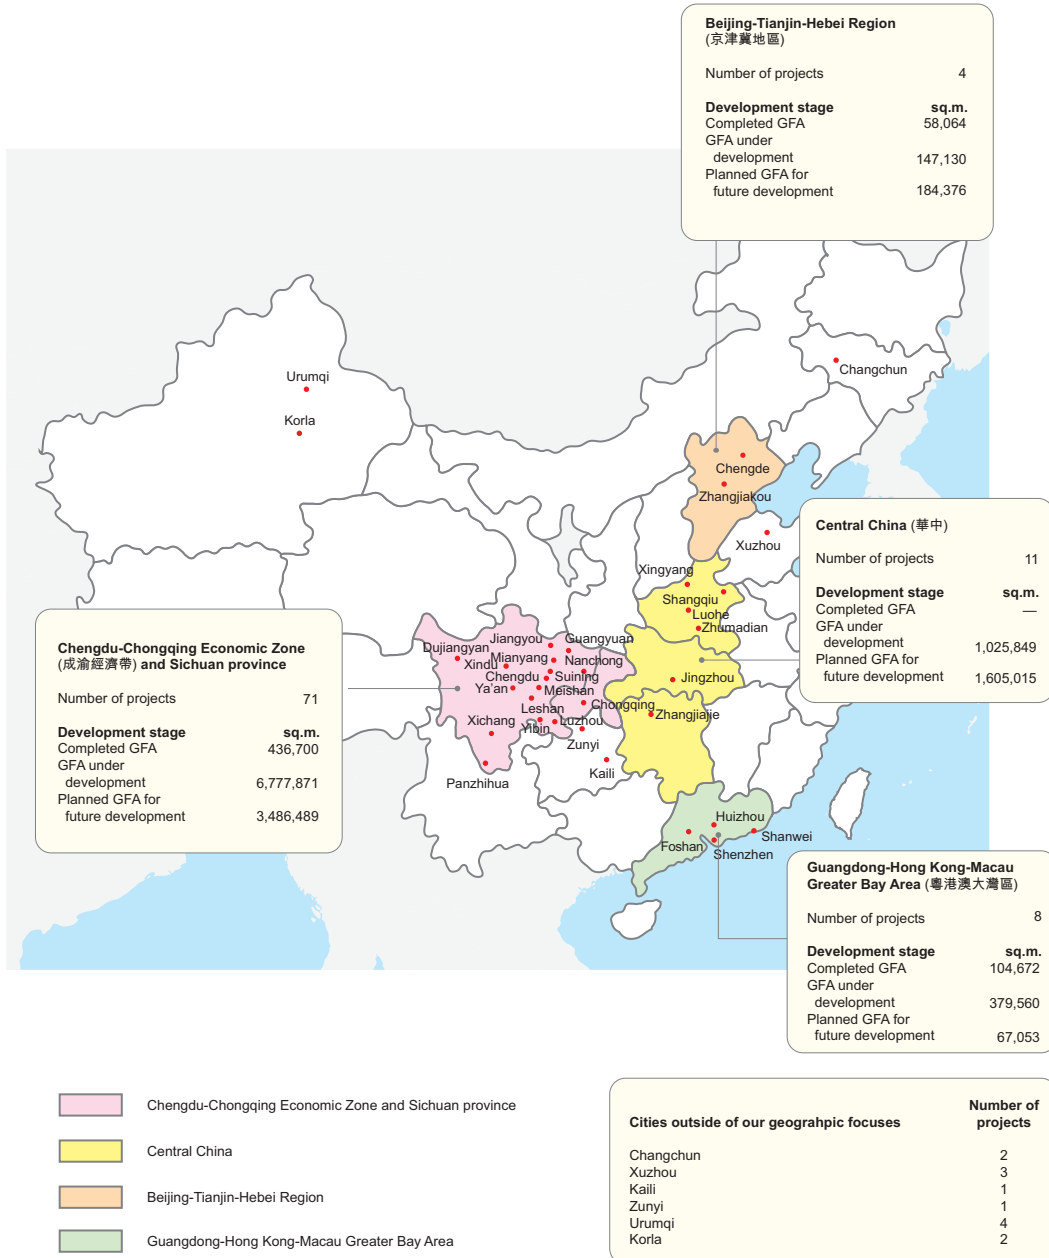 Beijing-Tianjin-Hebei Region
(京津冀地區)
Number of projects 4
Development stage sq.m.
Completed GFA 58,064
GFA under
development 147,130
Planned GFA for
future development 184,376
Urumqi
Korla
Changchun
Chengde
Zhangjiakou
Xuzhou
Central China (華中)
Number of projects 11
Development stage sq.m.
Completed GFA —
GFA under
development 1,025,849
Planned GFA for
future development 1,605,015
Xingyang
Shangqiu
Luohe
Zhumadian
Jingzhou
Zhangjiajie
Chengdu-Chongqing Economic Zone
(成渝經濟帶) and Sichuan province
Number of projects 71
Development stage sq.m.
Completed GFA 436,700
GFA under
development 6,777,871
Planned GFA for
future development 3,486,489
Jiangyou
Guangyuan
Dujiangyan
Xindu
Mianyang
Nanchong
Chengdu
Suining
Ya'an
Meishan
Leshan
Chongqing
Xichang
Yibin
Luzhou
Zunyi
Panzhihua
Kaili
Huizhou
Foshan
Shanwei
Shenzhen
Guangdong-Hong Kong-Macau
Greater Bay Area (粵港澳大灣區)
Number of projects 8
Development stage sq.m.
Completed GFA 104,672
GFA under
development 379,560
Planned GFA for
future development 67,053
Chengdu-Chongqing Economic Zone and Sichuan province
Central China
Beijing-Tianjin-Hebei Region
Guangdong-Hong Kong-Macau Greater Bay Area
Number of
Cities outside of our geograhpic focuses projects
Changchun 2
Xuzhou 3
Kaili 1
Zunyi 1
Urumqi 4
Korla 2